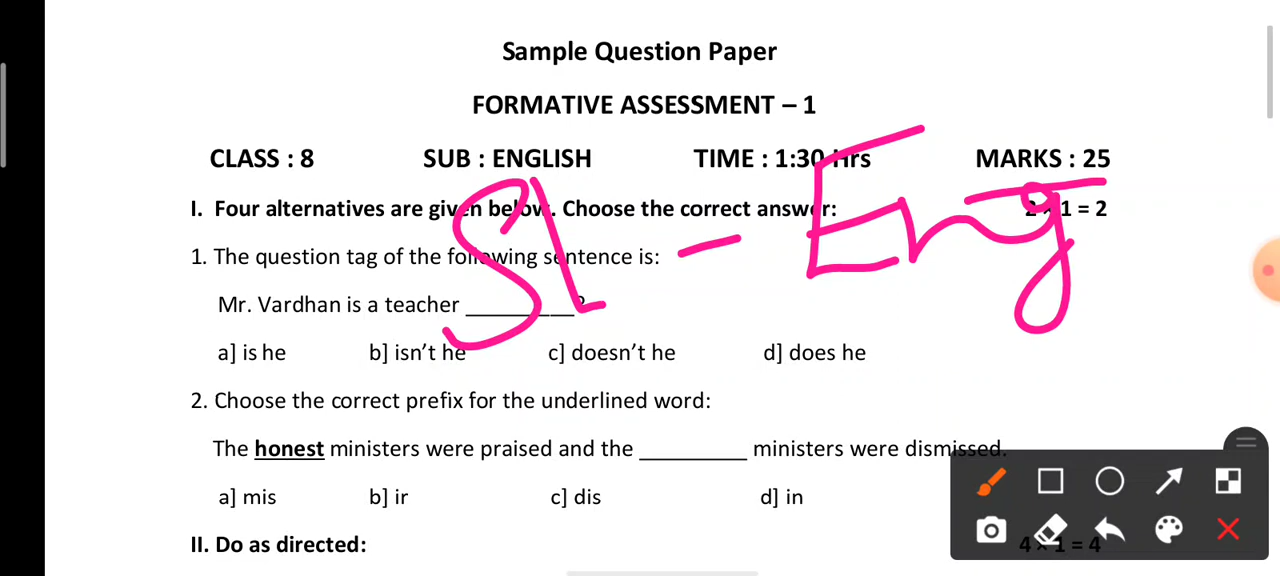 Sample Question Paper
FORMATIVE ASSESSMENT – 1
CLASS : 8 SUB : ENGLISH TIME : 1:30 Hrs MARKS : 25
I. Four alternatives are given below. Choose the correct answer: 2 × 1 = 2
1. The question tag of the following sentence is:
SL - Eng
Mr. Vardhan is a teacher _________?
a] is he b] isn’t he c] doesn’t he d] does he
2. Choose the correct prefix for the underlined word:
The honest ministers were praised and the _________ ministers were dismissed.
a] mis b] ir c] dis d] in
II. Do as directed: 4 × 1 = 4